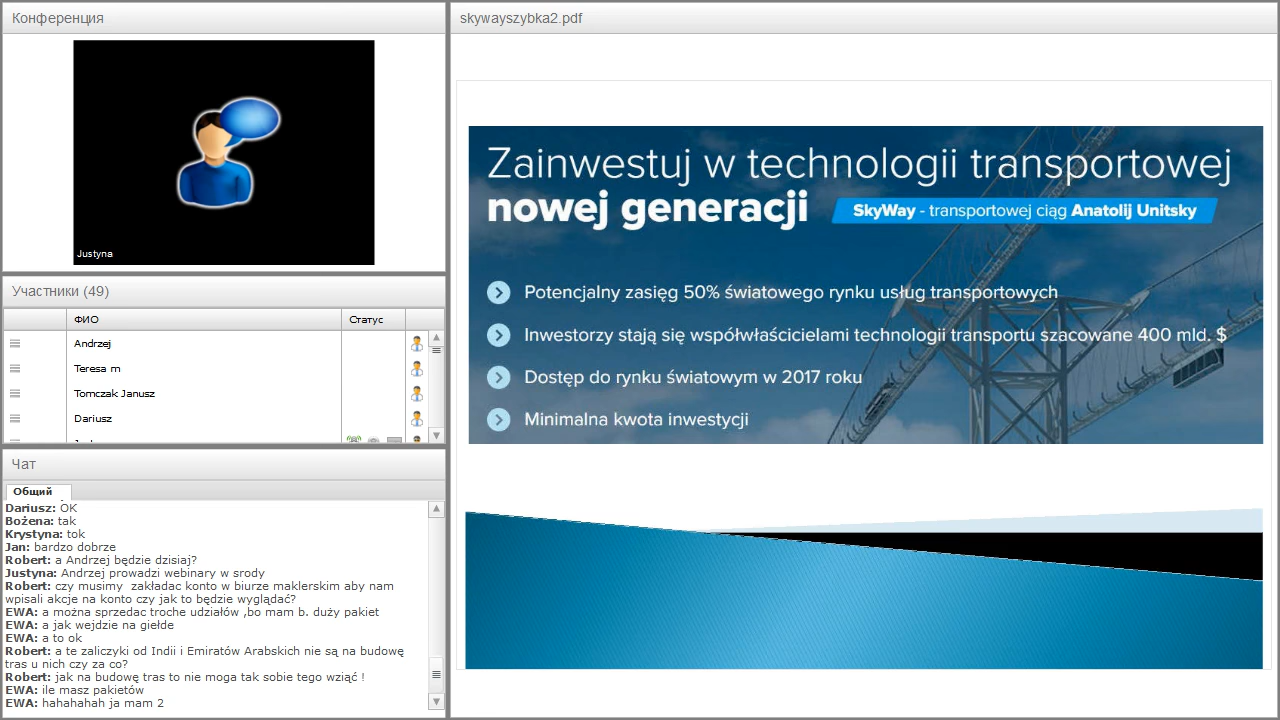 Конференция
Justyna
Участники (49)
ФИО Статус
Andrzej
Teresa m
Tomczak Janusz
Dariusz
Чат
Общий
Dariusz: OK
Bożena: tak
Krystyna: tok
Jan: bardzo dobrze
Robert: a Andrzej będzie dzisiaj?
Justyna: Andrzej prowadzi webinary w srody
Robert: czy musimy zakładac konto w biurze maklerskim aby nam
wpisali akcje na konto czy jak to będzie wyglądać?
EWA: a można sprzedac troche udziałów ,bo mam b. duży pakiet
EWA: a jak wejdzie na giełde
EWA: a to ok
Robert: a te zaliczyki od Indii i Emiratów Arabskich nie są na budowę
tras u nich czy za co?
Robert: jak na budowę tras to nie moga tak sobie tego wziąć !
EWA: ile masz pakietów
EWA: hahahahah ja mam 2
skywayszybka2.pdf
Zainwestuj w technologii transportowej
nowej generacji
SkyWay - transportowej ciąg Anatolij Unitsky
Potencjalny zasięg 50% światowego rynku usług transportowych
Inwestorzy stają się współwłaścicielami technologii transportu szacowane 400 mld. $
Dostęp do rynku światowym w 2017 roku
Minimalna kwota inwestycji